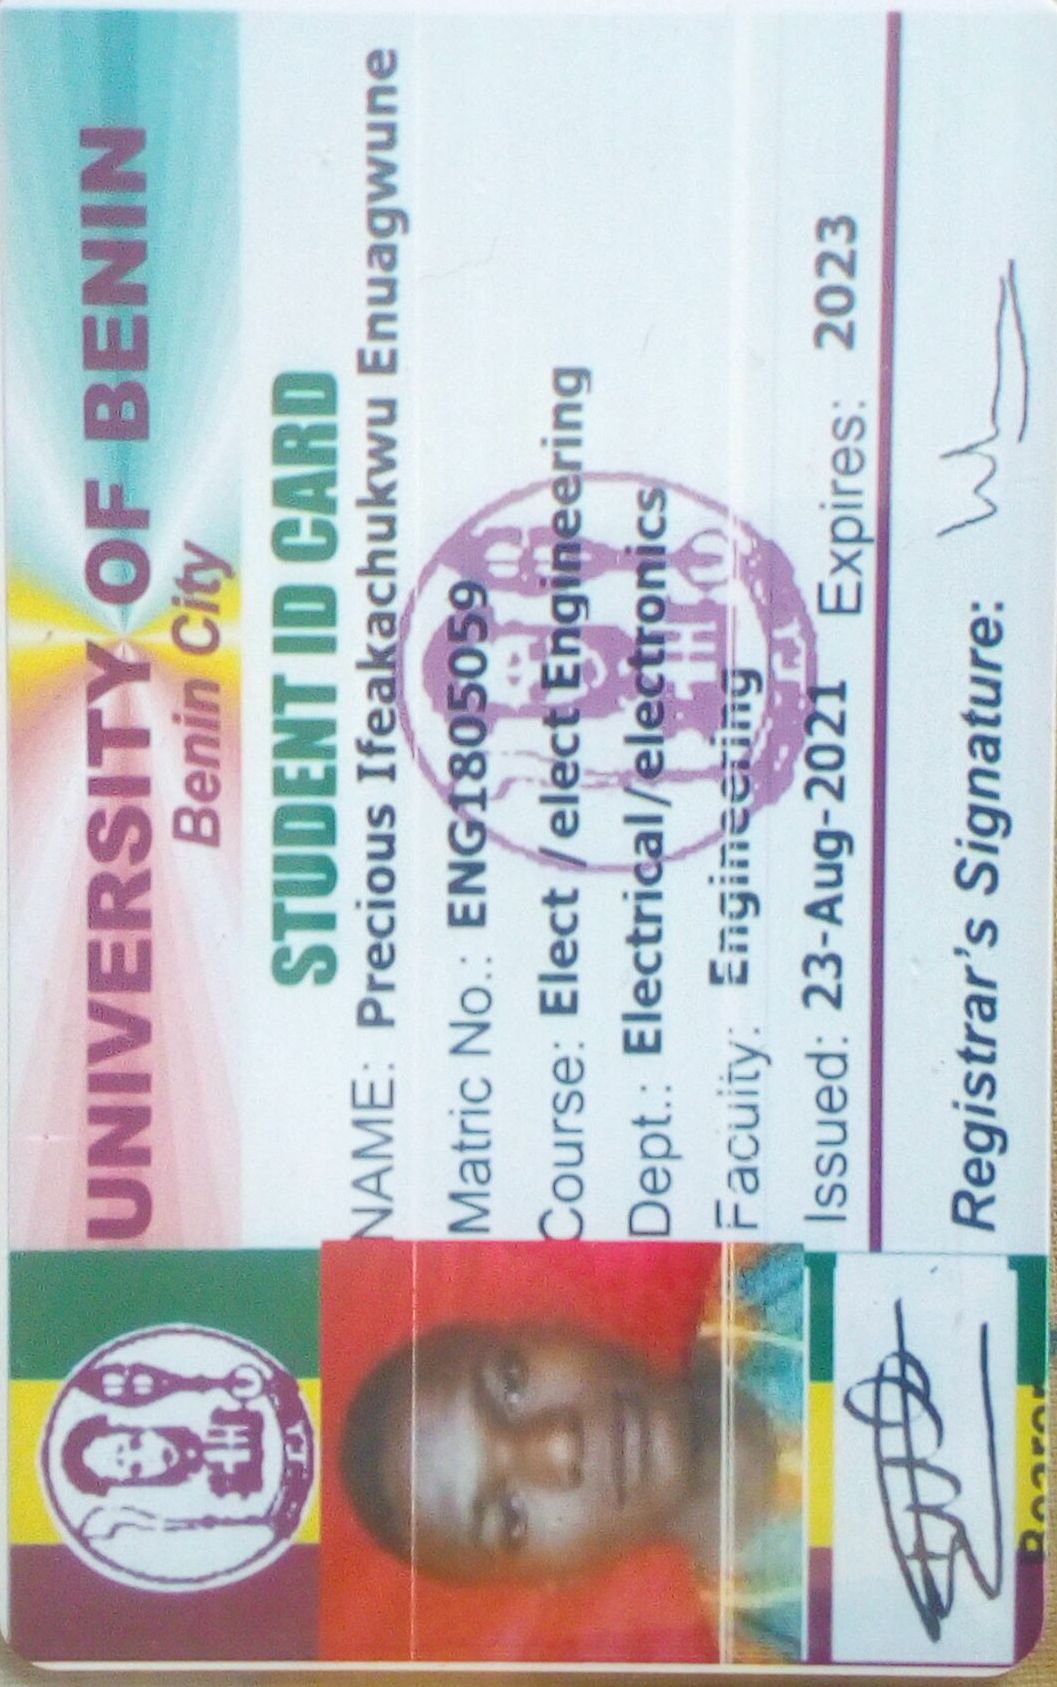 UNIVERSITY OF BENIN
Benin City
STUDENT ID CARD
NAME: Precious Ifeakachukwu Enuagwune
Matric No.: ENG1805059
Course: Elect /elect Engineering
Dept.: Electrical/electronics
Faculty: Engineering
Issued: 23-Aug-2021 Expires: 2023
Registrar's Signature: